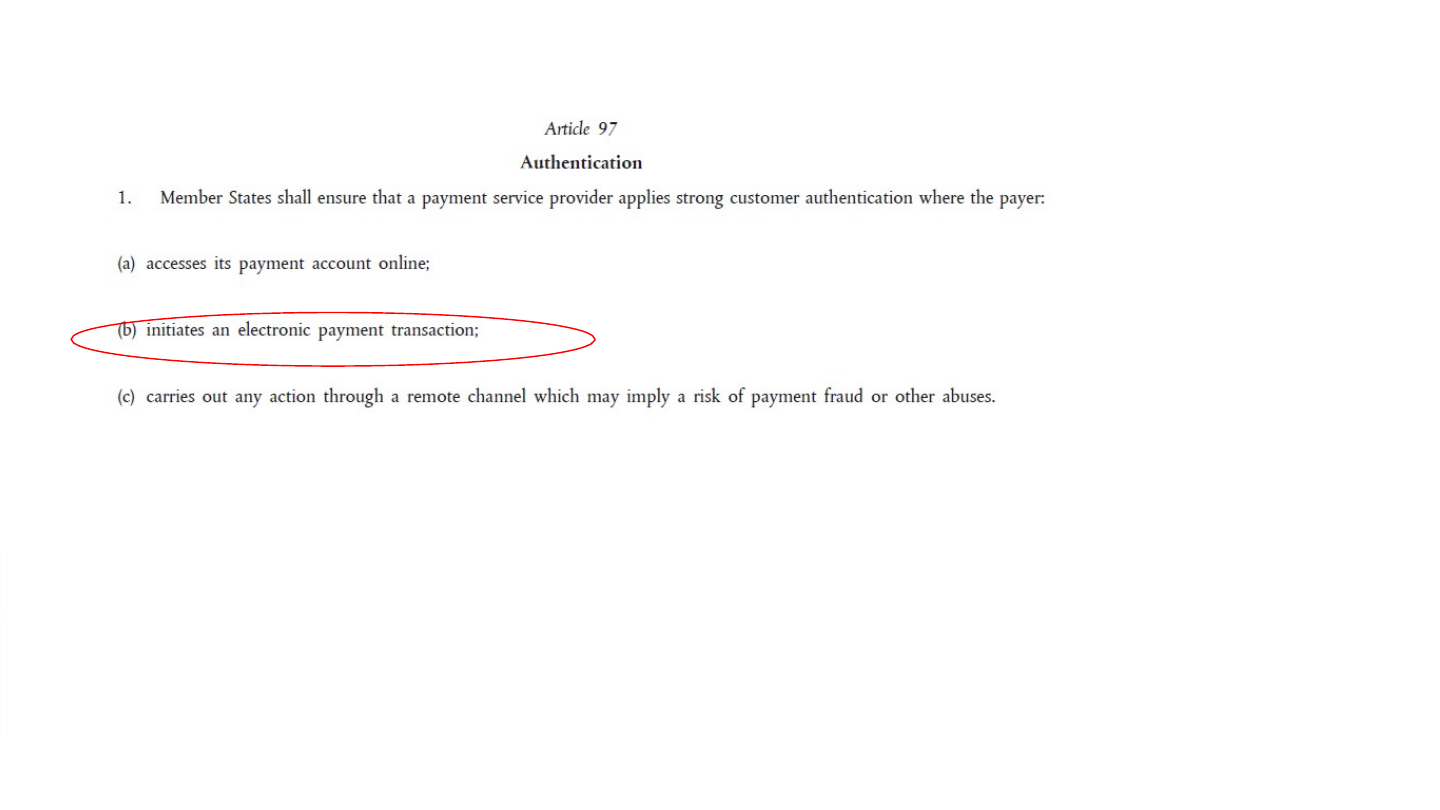 Article 97
Authentication
1. Member States shall ensure that a payment service provider applies strong customer authentication where the payer:
(a) accesses its payment account online;
(b) initiates an electronic payment transaction;
(c) carries out any action through a remote channel which may imply a risk of payment fraud or other abuses.